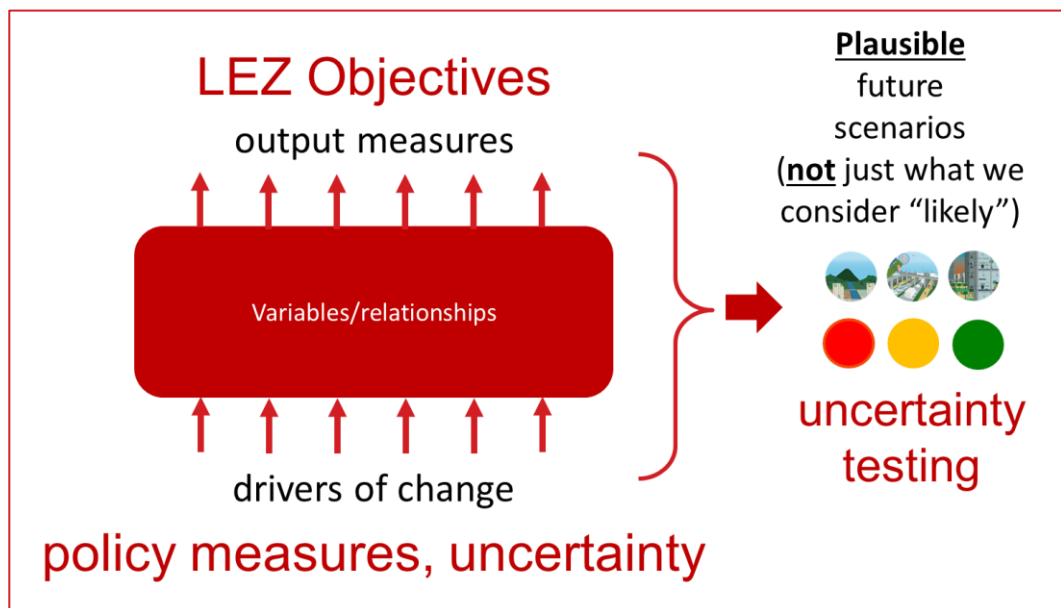 LEZ Objectives
output measures
Variables/relationships
drivers of change
policy measures, uncertainty
Plausible
future
scenarios
(not just what we
consider “likely”)
uncertainty
testing